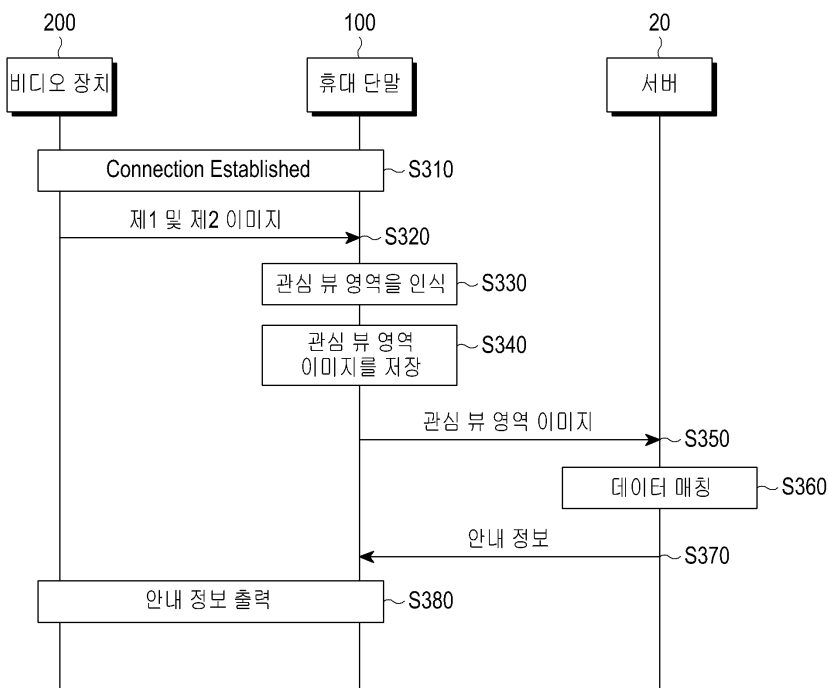 200
100
20
비디오 장치
휴대 단말
서버
Connection Established
S310
제1 및 제2 이미지
S320
관심 뷰 영역을 인식
S330
관심 뷰 영역
이미지를 저장
S340
관심 뷰 영역 이미지
S350
데이터 매칭
S360
안내 정보
S370
안내 정보 출력
S380